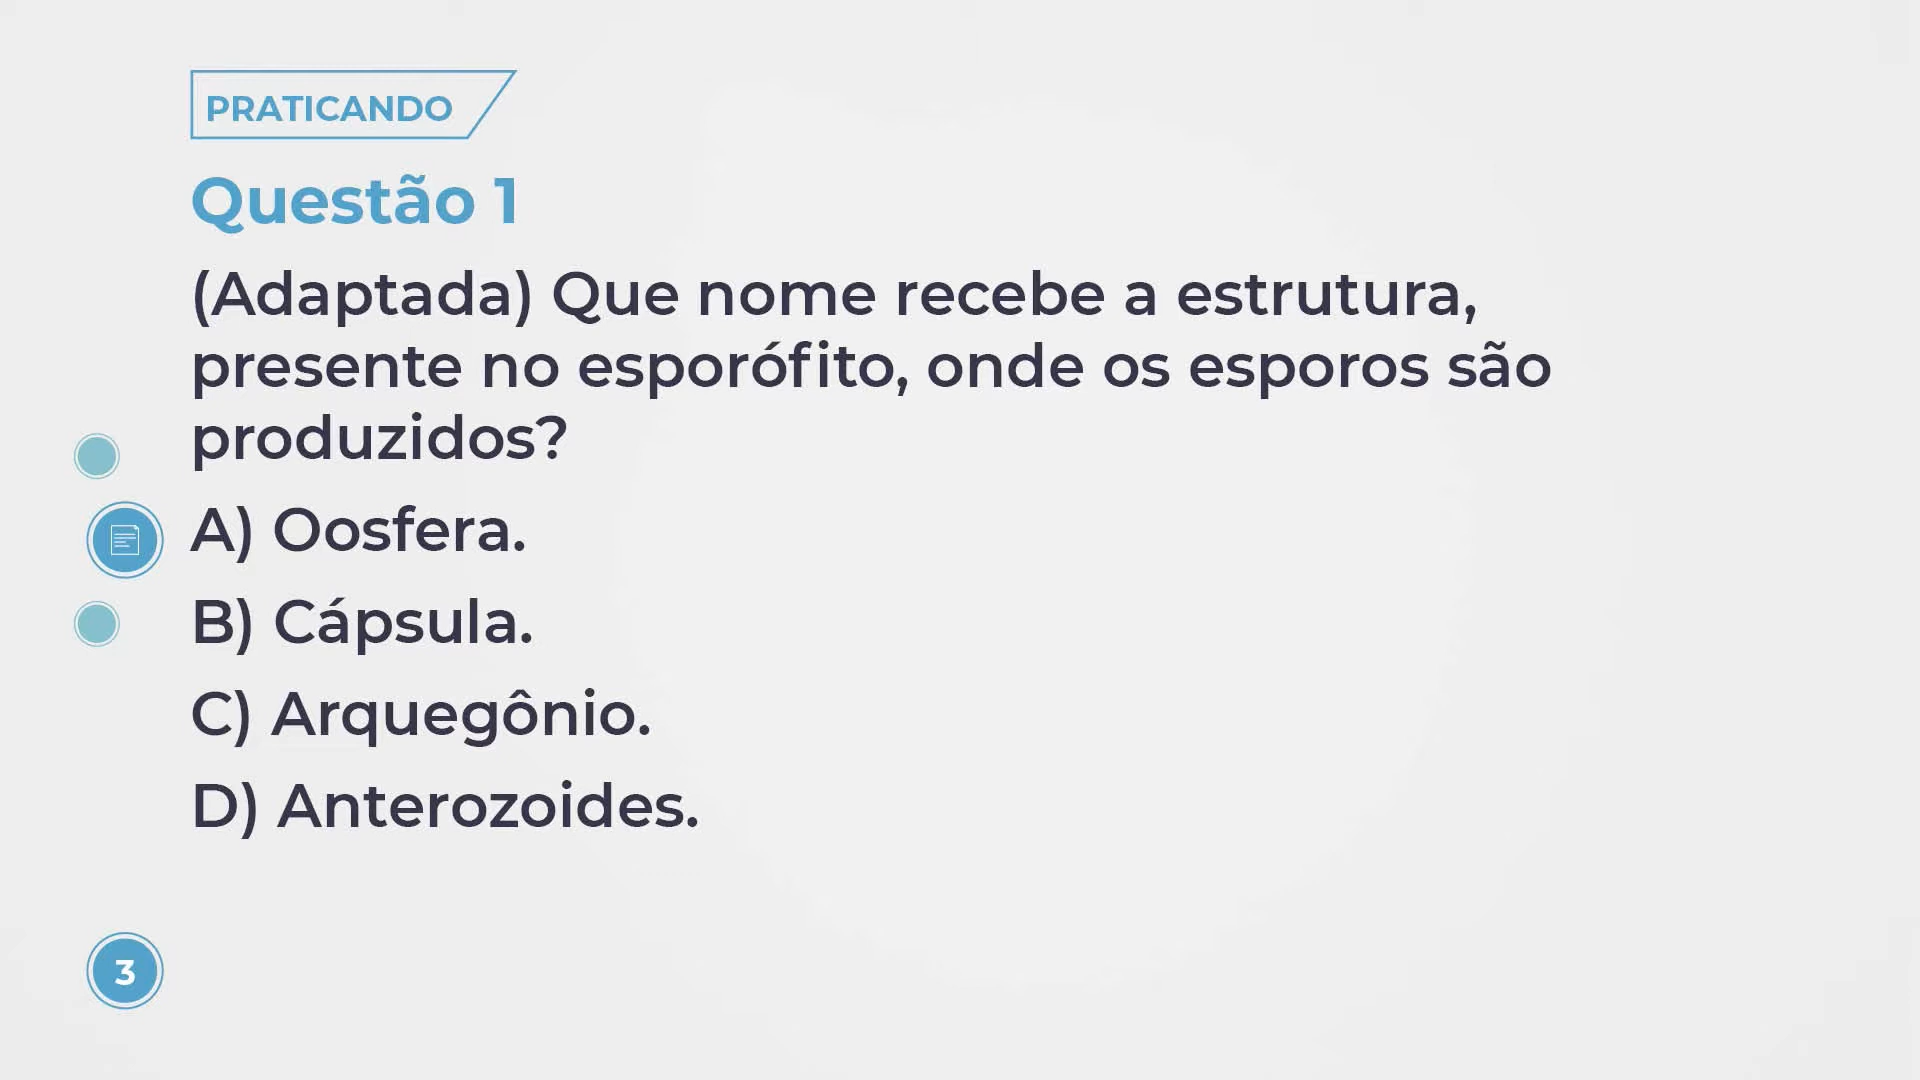 PRATICANDO
Questão 1
(Adaptada) Que nome recebe a estrutura,
presente no esporófito, onde os esporos são
produzidos?
A) Oosfera.
B) Cápsula.
C) Arquegônio.
D) Anterozoides.
3